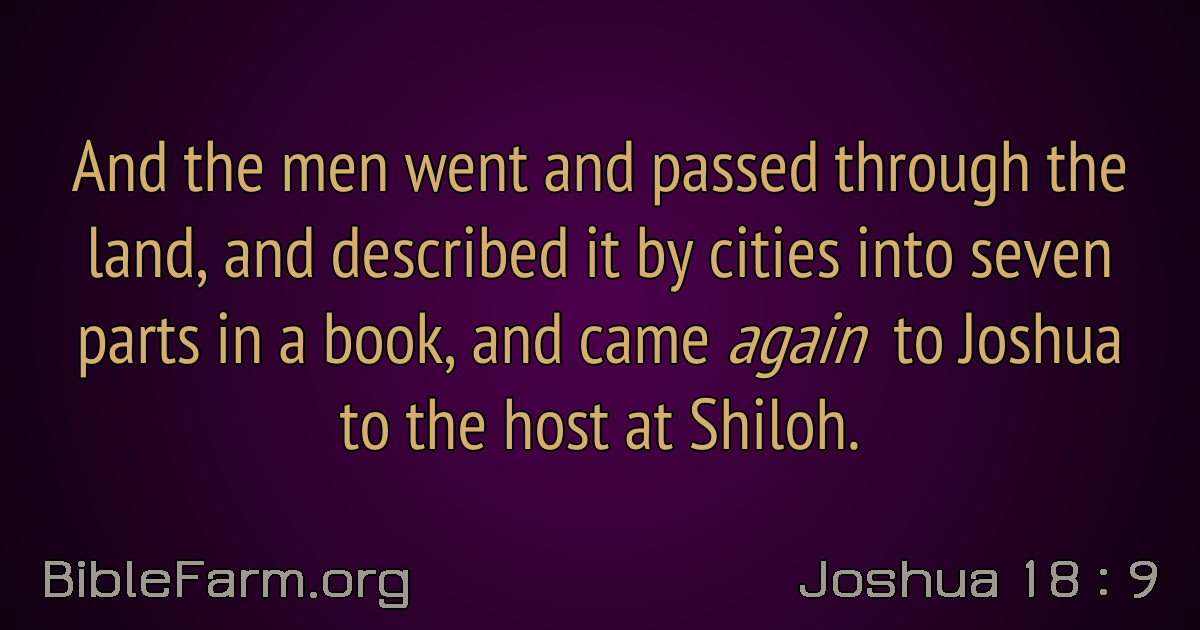 And the men went and passed through the
land, and described it by cities into seven
parts in a book, and came again to Joshua
to the host at Shiloh.
BibleFarm.org
Joshua 18 : 9